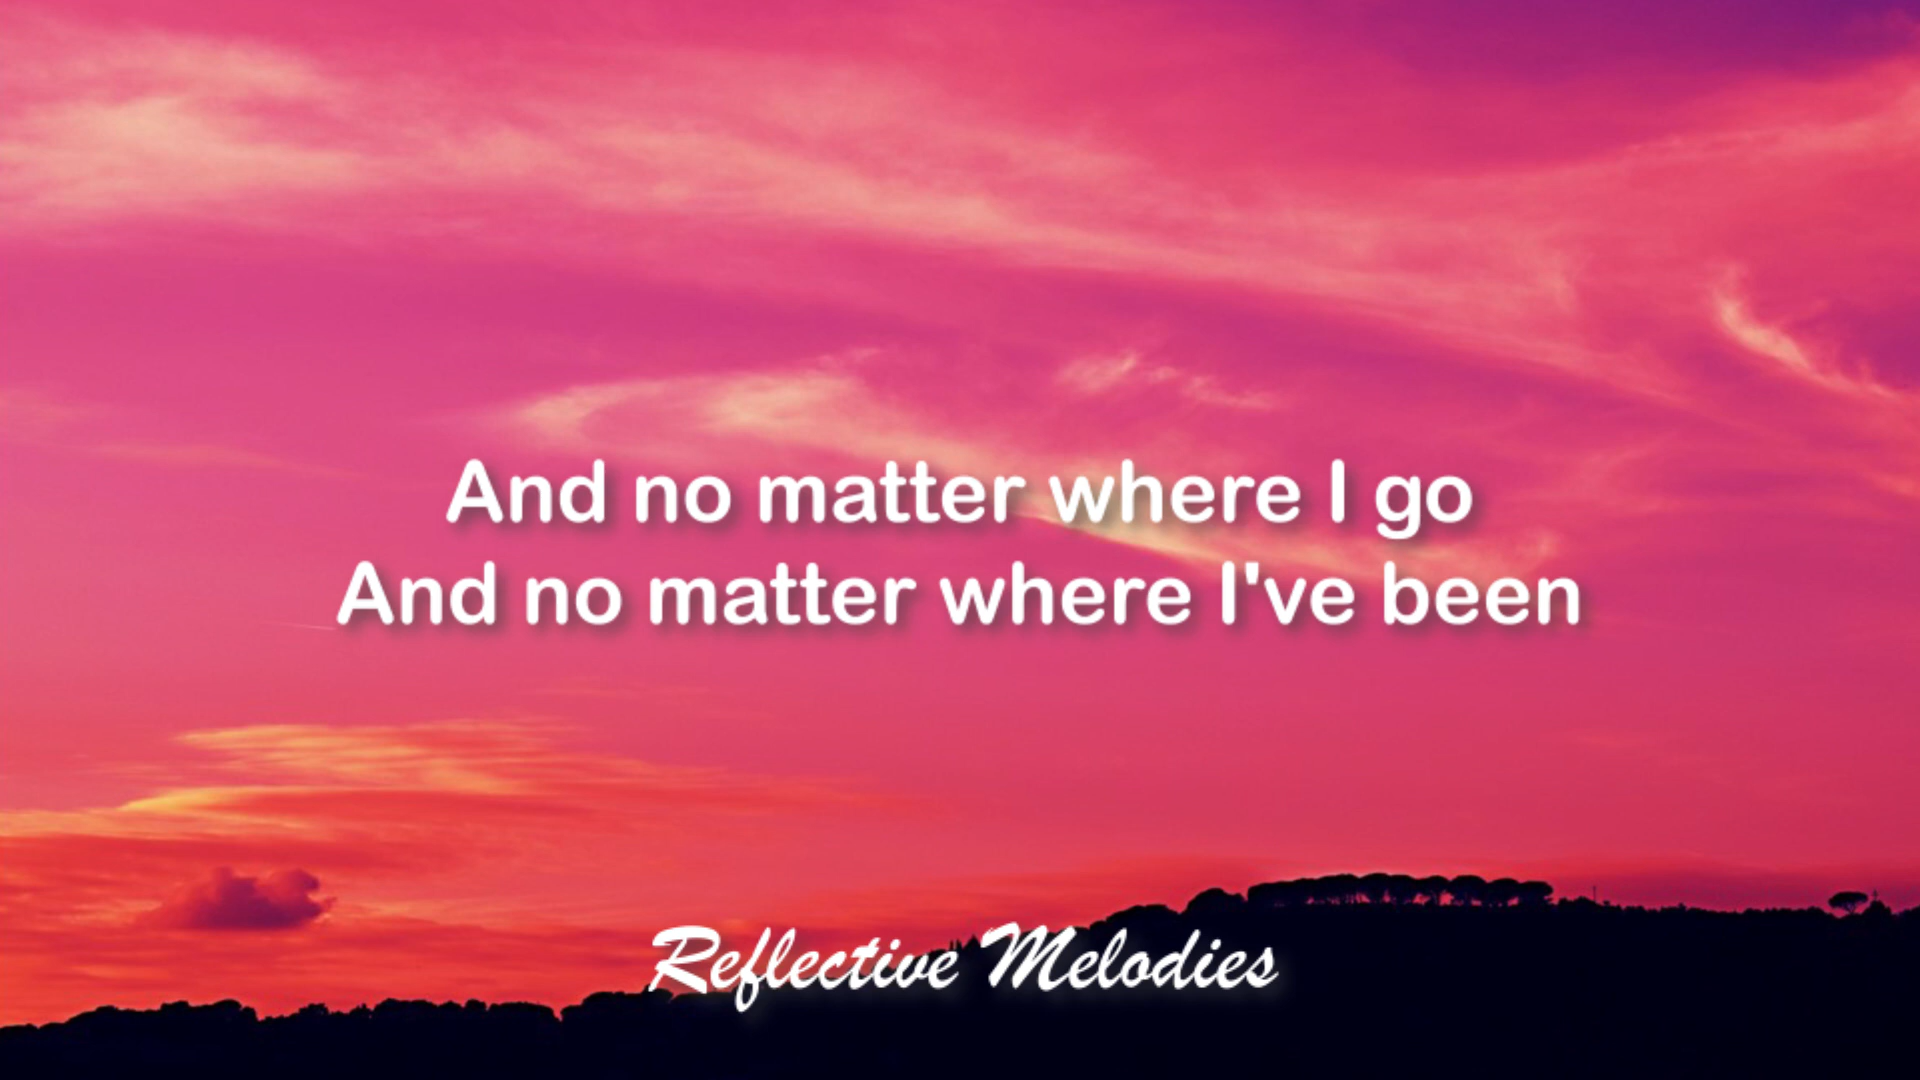 And no matter where I go
And no matter where I've been
Reflective Melodies